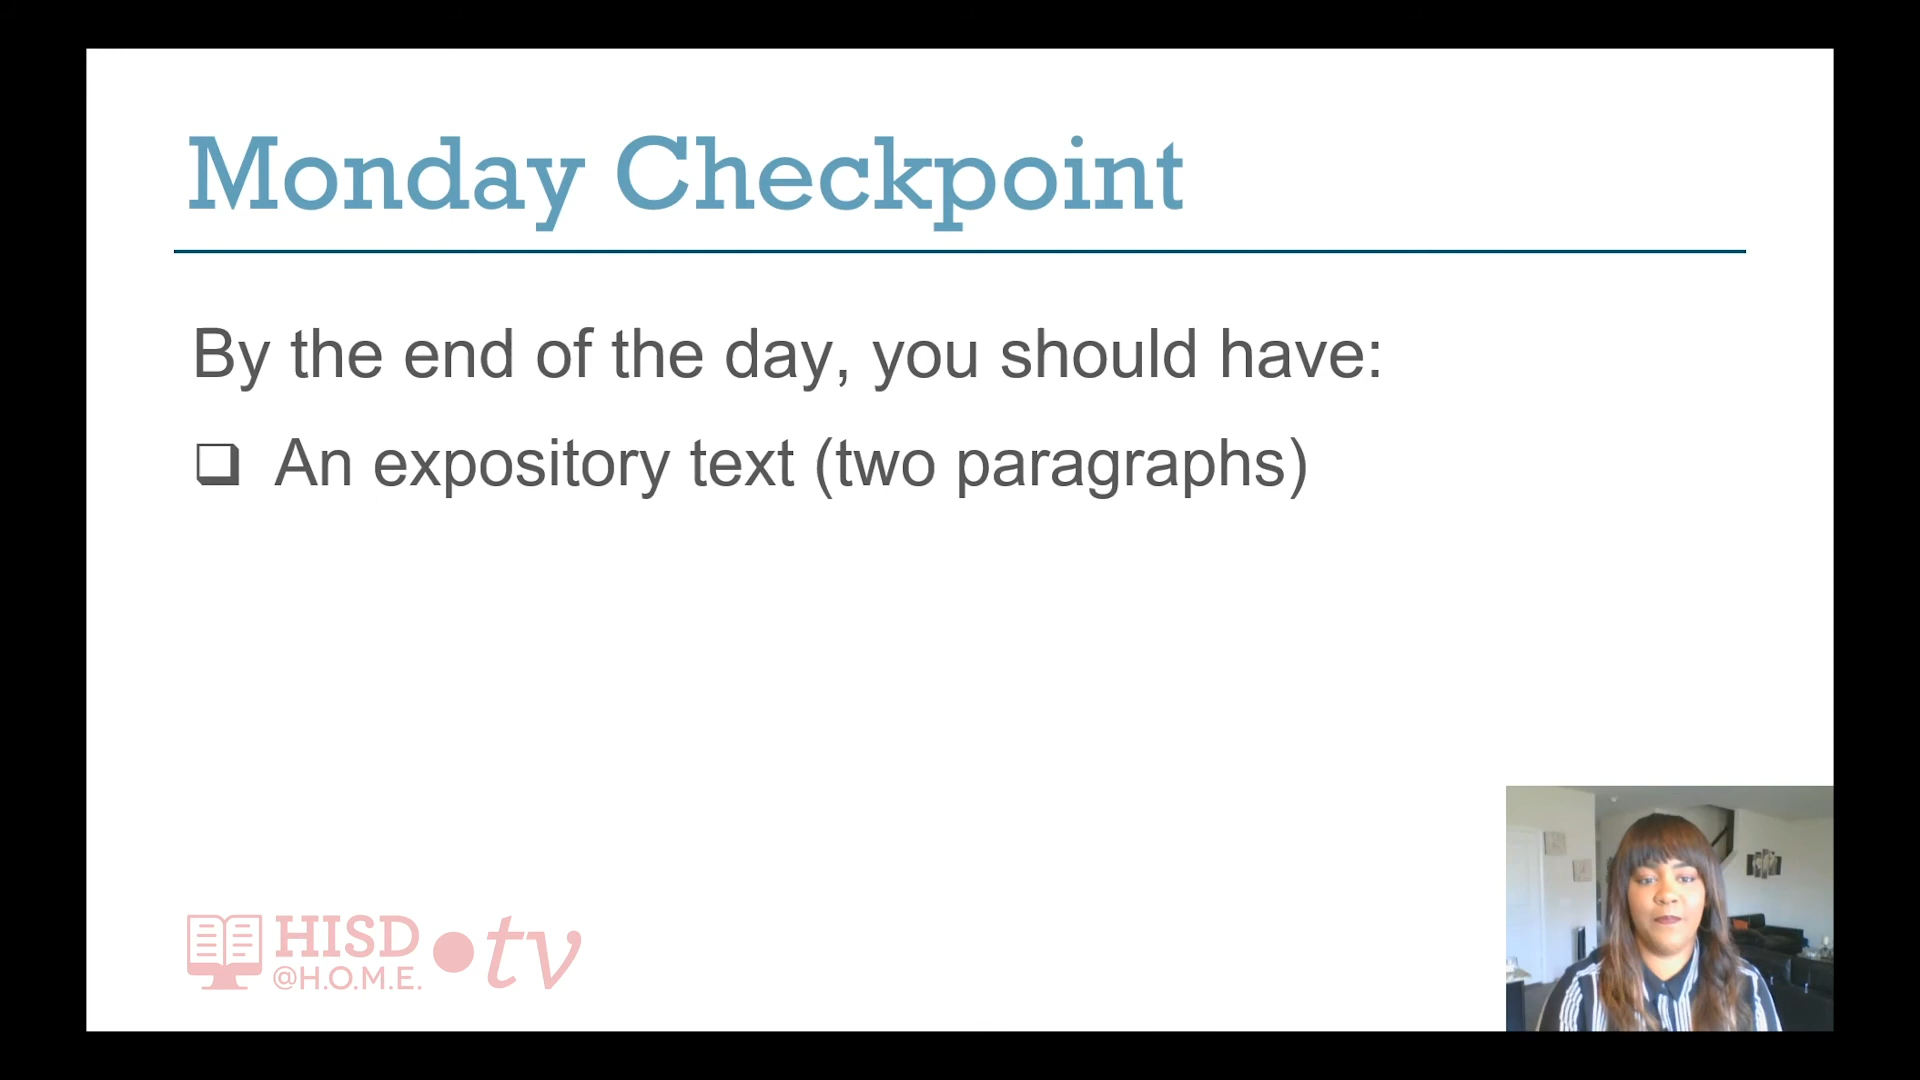 Monday Checkpoint
By the end of the day, you should have:
❑ An expository text (two paragraphs)
HISD
@H.O.M.E.
tv